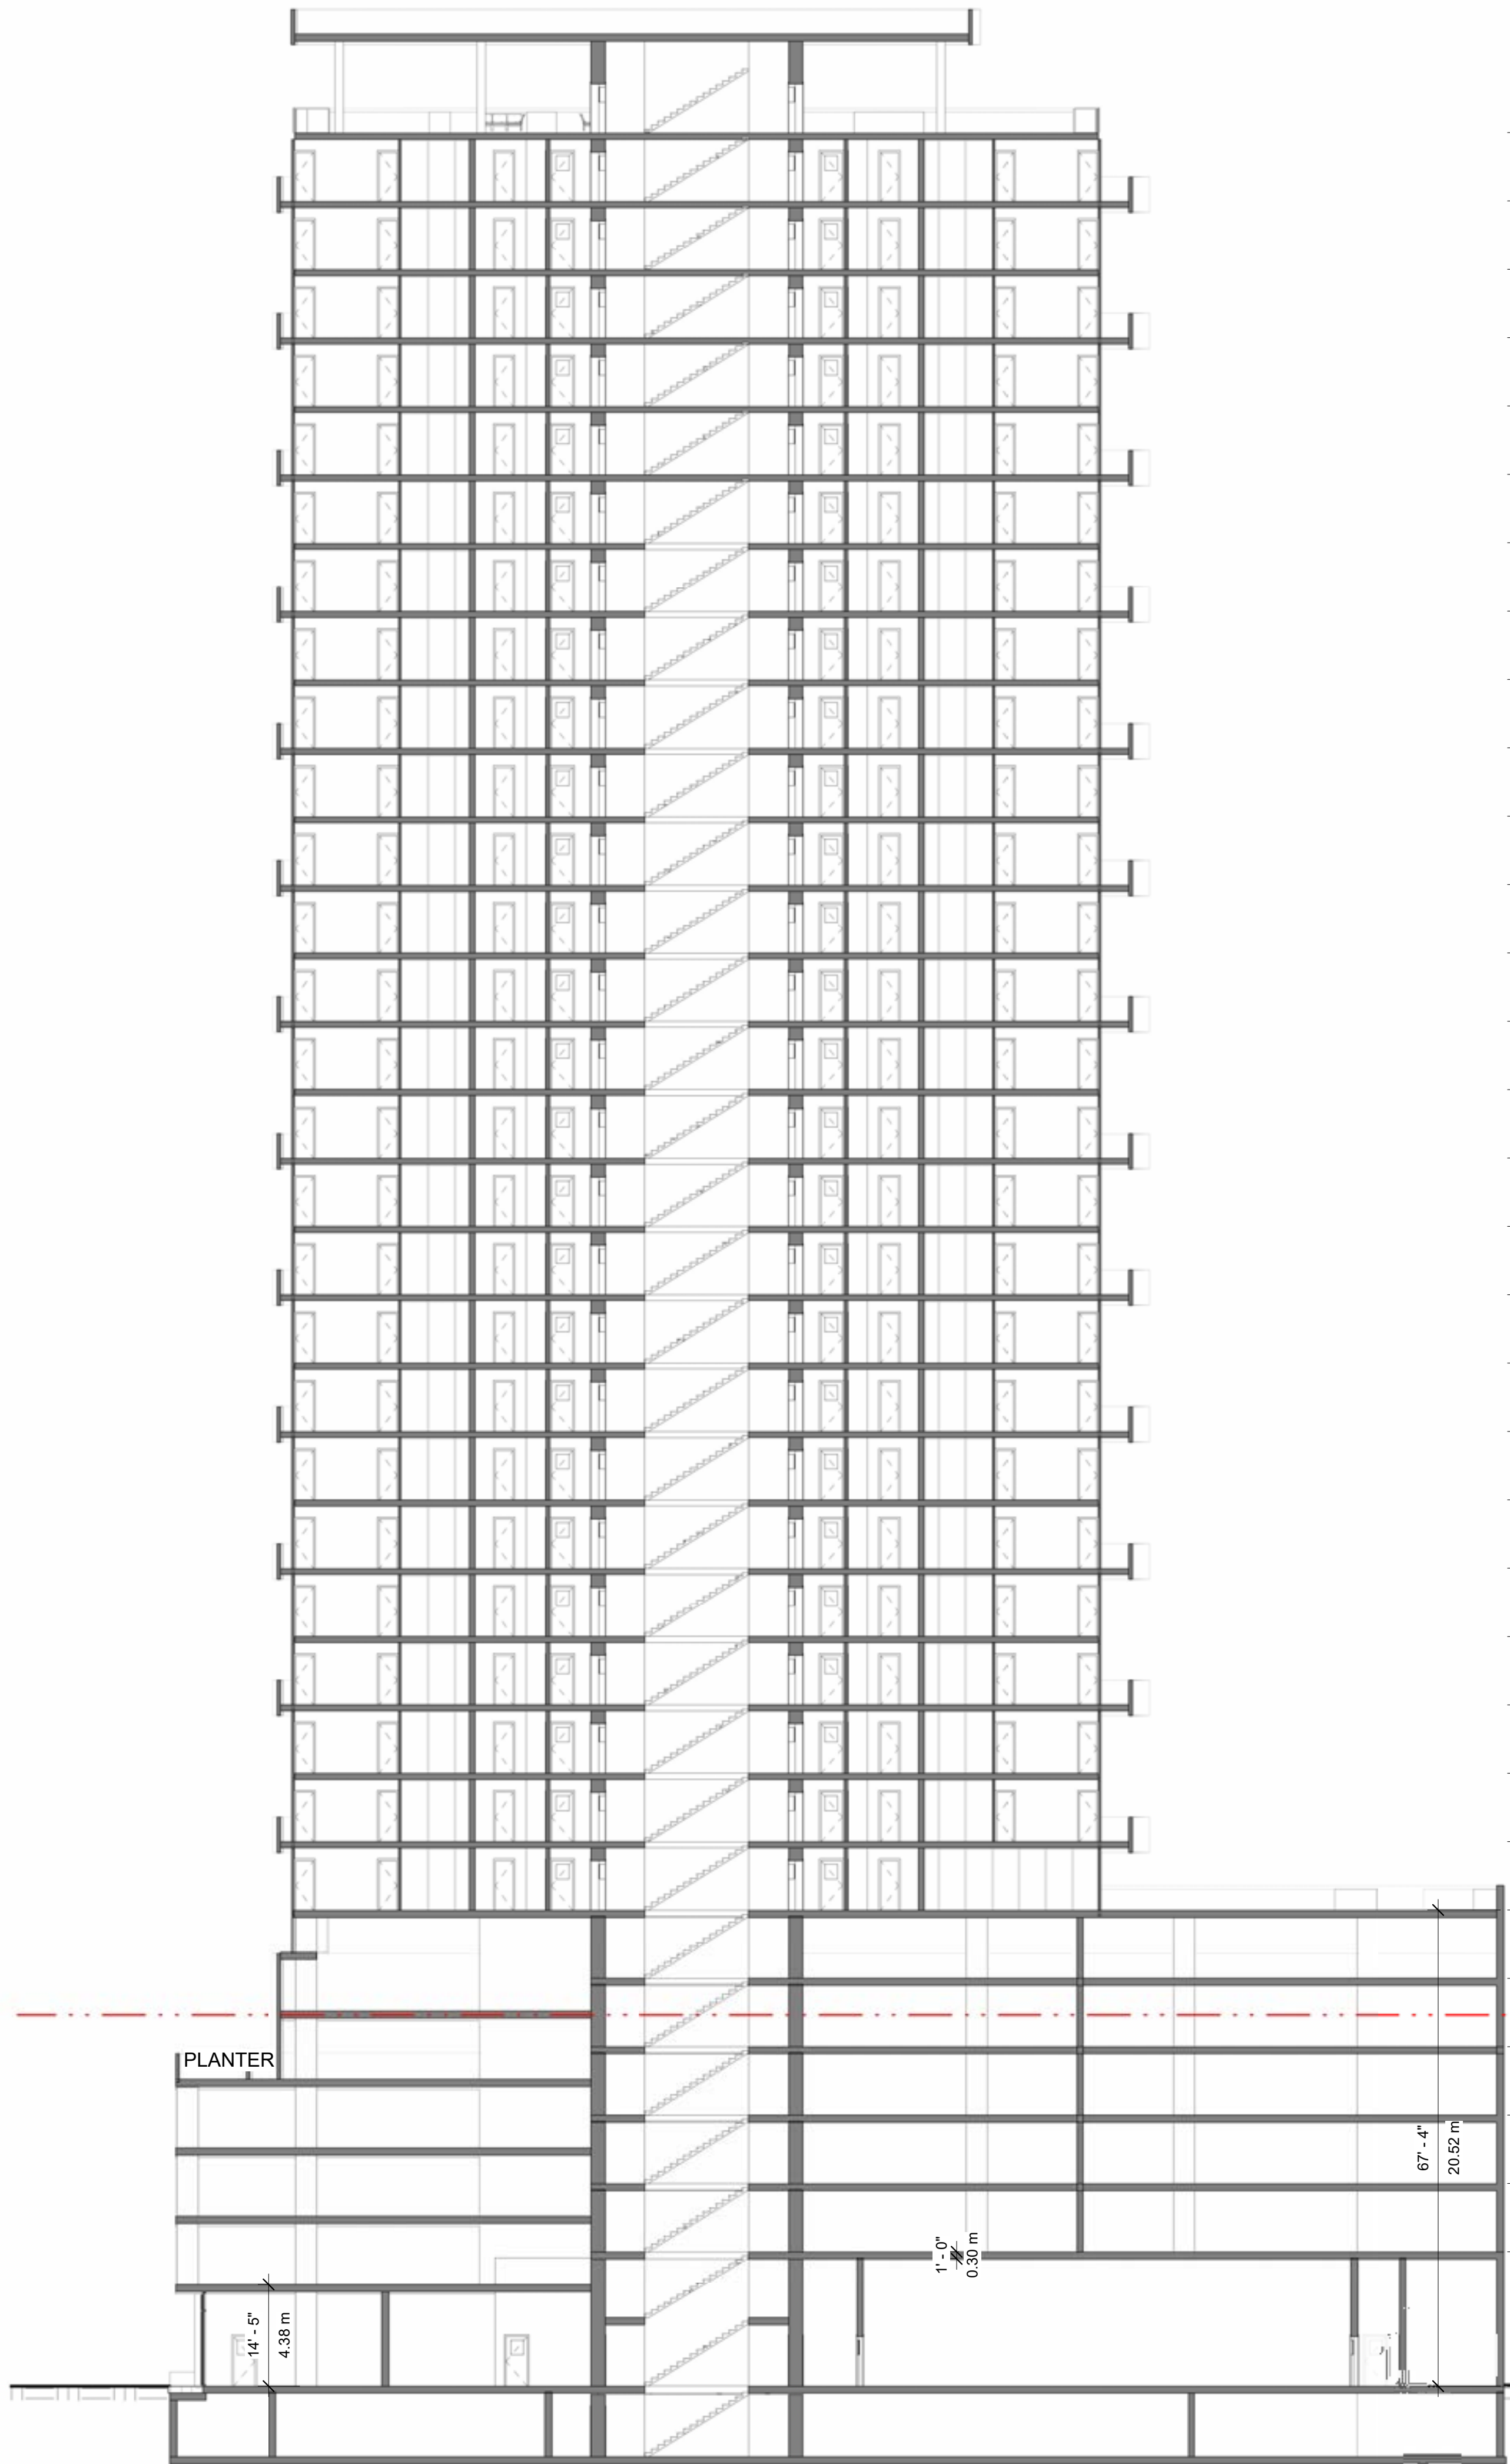 PLANTER
67' - 4"
20.52 m
1' - 0"
0.30 m
14' - 5"
4.38 m